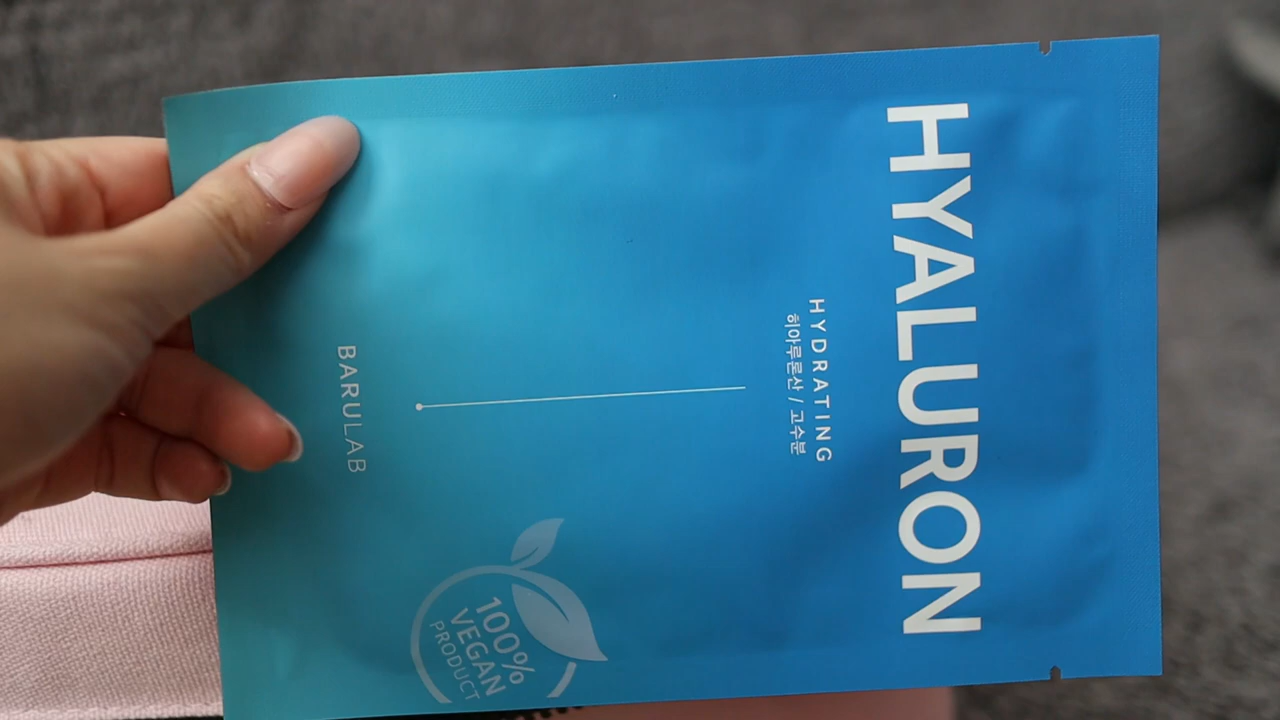 HYALURON
HYDRATING
히아루론산 / 고수분
BARULAB
100%
VEGAN
PRODUCT